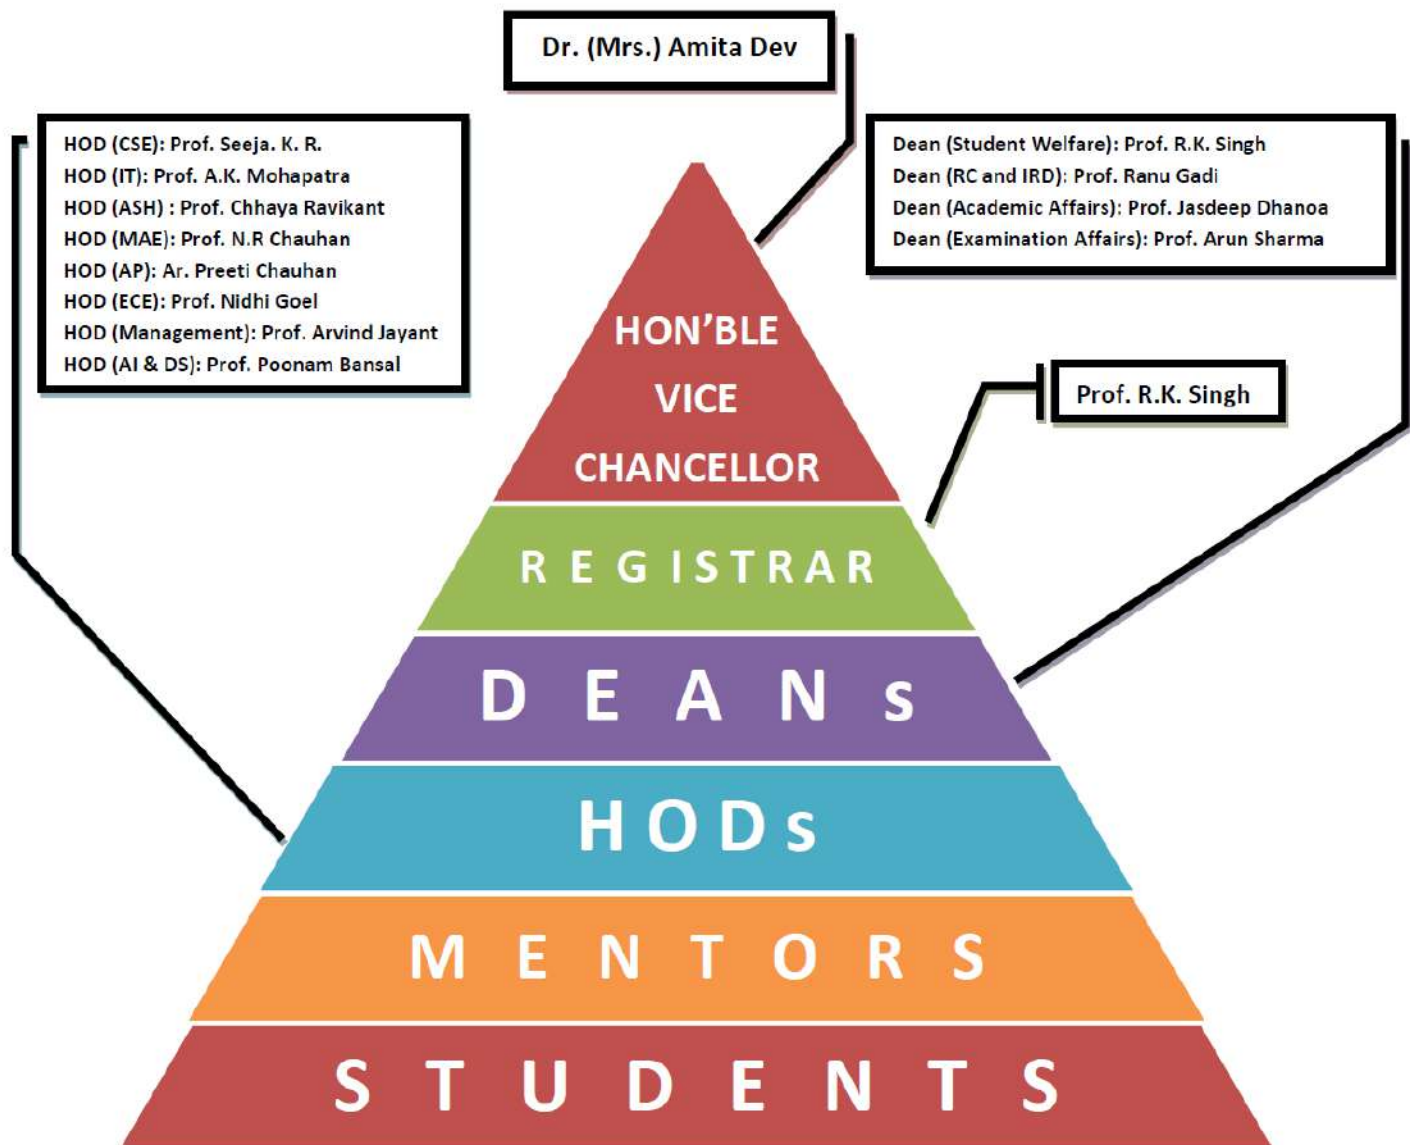 Dr. (Mrs.) Amita Dev
HOD (CSE): Prof. Seeja. K. R.
HOD (IT): Prof. A.K. Mohapatra
HOD (ASH) : Prof. Chhaya Ravikant
HOD (MAE): Prof. N.R Chauhan
HOD (AP): Ar. Preeti Chauhan
HOD (ECE): Prof. Nidhi Goel
HOD (Management): Prof. Arvind Jayant
HOD (AI & DS): Prof. Poonam Bansal
Dean (Student Welfare): Prof. R.K. Singh
Dean (RC and IRD): Prof. Ranu Gadi
Dean (Academic Affairs): Prof. Jasdeep Dhanoa
Dean (Examination Affairs): Prof. Arun Sharma
Prof. R.K. Singh
HON'BLE
VICE
CHANCELLOR
REGISTRAR
DEANs
HODs
MENTORS
STUDENTS